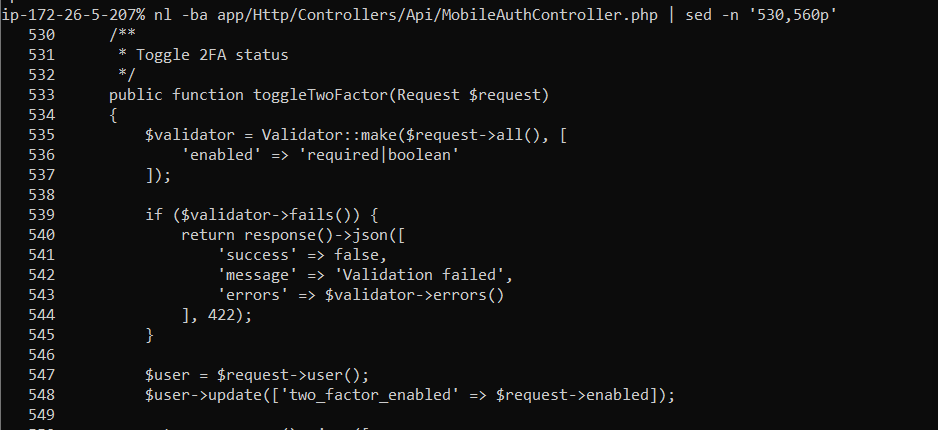 ip-172-26-5-207% nl -ba app/Http/Controllers/Api/MobileAuthController.php | sed -n '530,560p'
   530      /**
   531       * Toggle 2FA status
   532       */
   533      public function toggleTwoFactor(Request $request)
   534      {
   535          $validator = Validator::make($request->all(), [
   536              'enabled' => 'required|boolean'
   537          ]);
   538
   539          if ($validator->fails()) {
   540              return response()->json([
   541                  'success' => false,
   542                  'message' => 'Validation failed',
   543                  'errors' => $validator->errors()
   544              ], 422);
   545          }
   546
   547          $user = $request->user();
   548          $user->update(['two_factor_enabled' => $request->enabled]);
   549